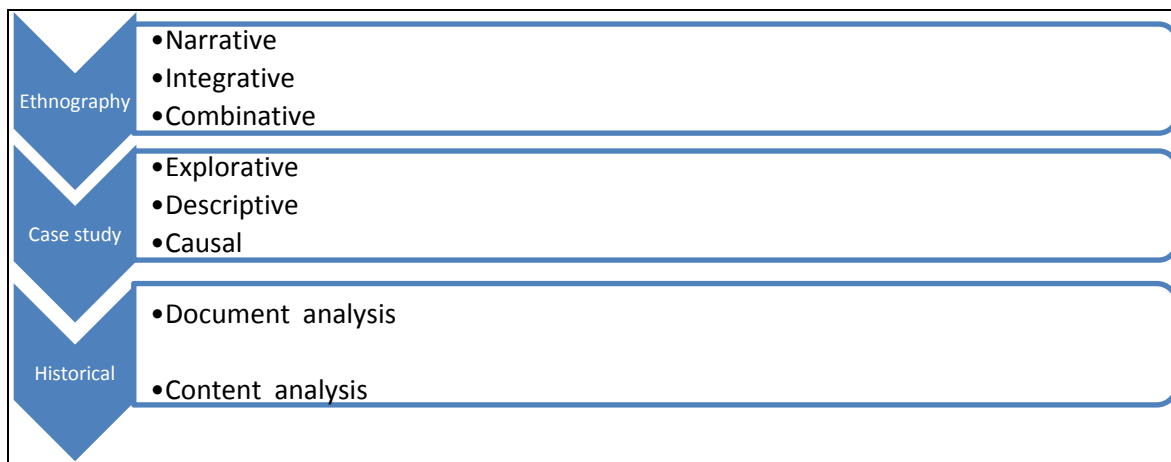 Ethnography
•Narrative
•Integrative
•Combinative
Case study
•Explorative
•Descriptive
•Causal
Historical
•Document analysis
•Content analysis